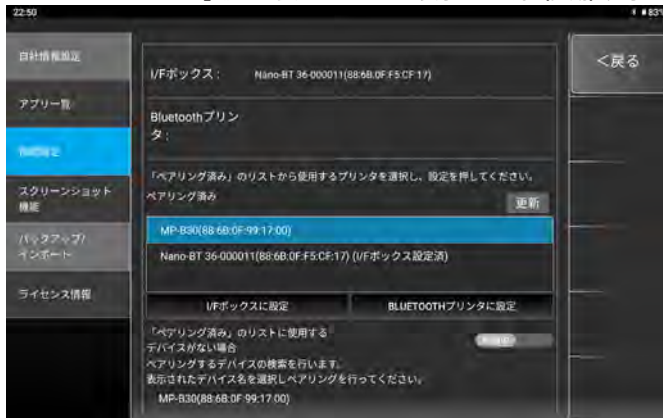 22:50
83%
自社情報設定
I/Fボックス： Nano-BT 36-000011(88:6B:0F:F5:CF:17)
＜戻る
アプリ一覧
Bluetoothプリン
タ：
「ペアリング済み」のリストから使用するプリンタを選択し、設定を押してください。
スクリーンショット
機能
ペアリング済み
更新
MP-B30(88:6B:0F:99:17:00)
バックアップ/
インポート
Nano-BT 36-000011(88:6B:0F:F5:CF:17) (I/Fボックス設定済)
ライセンス情報
I/Fボックスに設定
BLUETOOTHプリンタに設定
「ペアリング済み」のリストに使用する
デバイスがない場合
ペアリングするデバイスの検索を行います。
表示されたデバイス名を選択しペアリングを行ってください。
MP-B30(88:6B:0F:99:17:00)